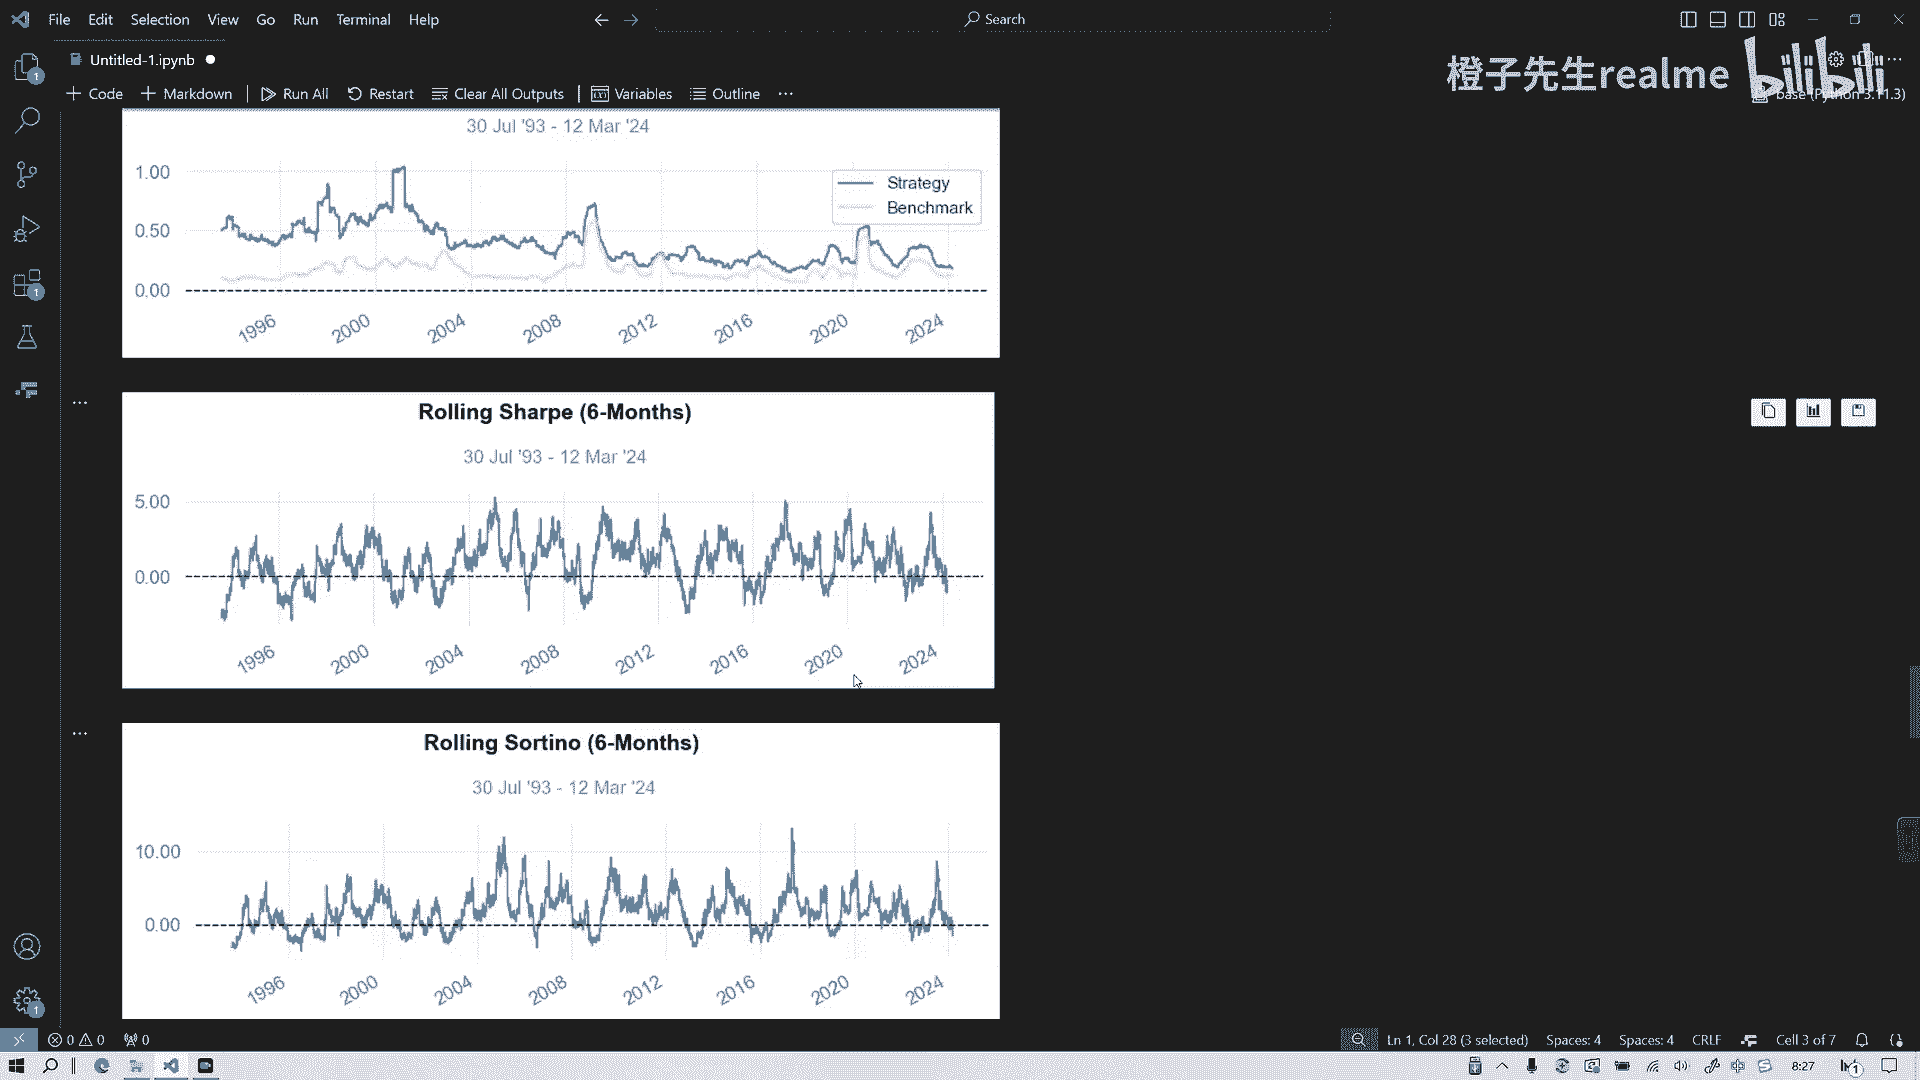 File Edit Selection View Go Run Terminal Help
Search
Untitled-1.ipynb
橙子先生realme bilibili
Code Markdown Run All Restart Clear All Outputs Variables Outline ...
base (Python 3.11.3)
30 Jul '93 - 12 Mar '24
1.00
0.50
0.00
Strategy
Benchmark
1996 2000 2004 2008 2012 2016 2020 2024
Rolling Sharpe (6-Months)
30 Jul '93 - 12 Mar '24
5.00
0.00
1996 2000 2004 2008 2012 2016 2020 2024
Rolling Sortino (6-Months)
30 Jul '93 - 12 Mar '24
10.00
0.00
1996 2000 2004 2008 2012 2016 2020 2024
0 0 0
Ln 1, Col 28 (3 selected) Spaces: 4 Spaces: 4 CRLF Cell 3 of 7
8:27